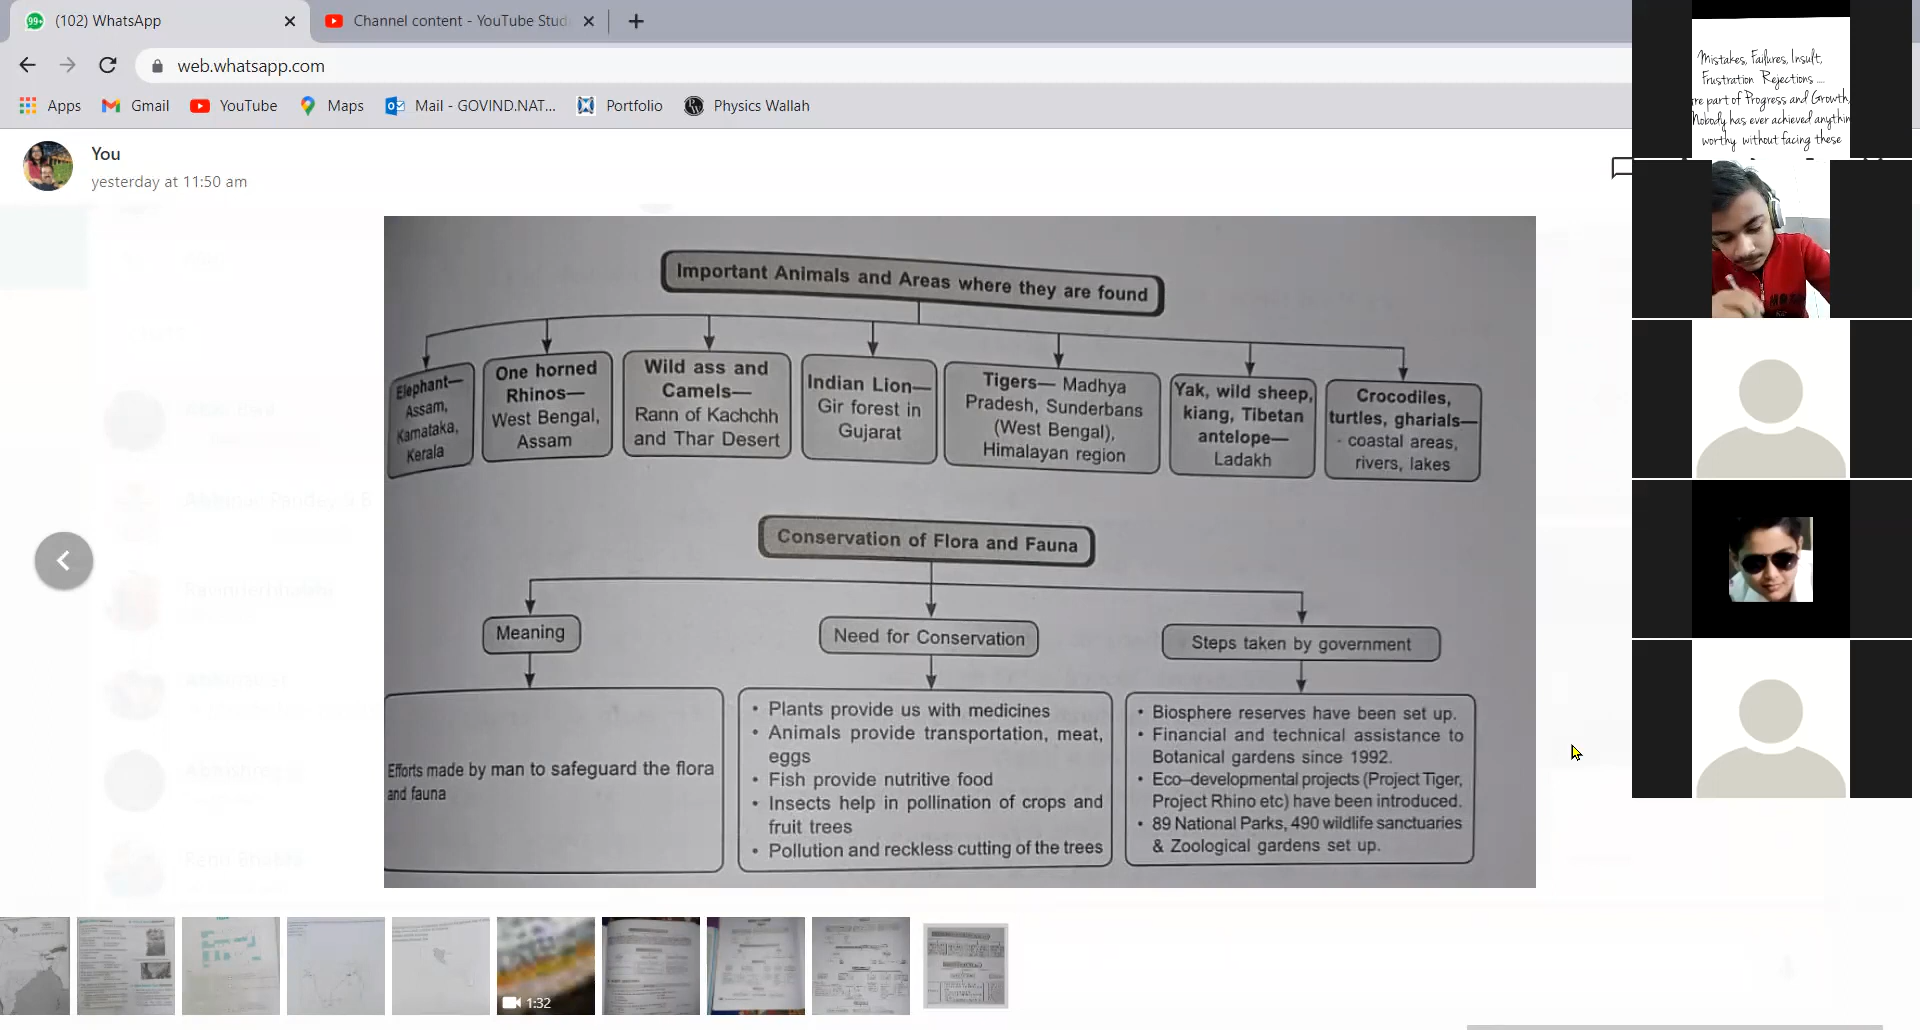 (102) WhatsApp
Channel content - YouTube Stud
web.whatsapp.com
Apps
Gmail
YouTube
Maps
Mail - GOVIND.NAT...
Portfolio
Physics Wallah
You
yesterday at 11:50 am
Mistakes, Failures, Insult,
Frustration Rejections ....
re part of Progress and Growth,
Nobody has ever achieved anythin
worthy without facing these
Important Animals and Areas where they are found
Elephant—
Assam,
Karnataka,
Kerala
One horned
Rhinos—
West Bengal,
Assam
Wild ass and
Camels—
Rann of Kachchh
and Thar Desert
Indian Lion—
Gir forest in
Gujarat
Tigers— Madhya
Pradesh, Sunderbans
(West Bengal),
Himalayan region
Yak, wild sheep,
kiang, Tibetan
antelope—
Ladakh
Crocodiles,
turtles, gharials—
coastal areas,
rivers, lakes
Conservation of Flora and Fauna
Meaning
Need for Conservation
Steps taken by government
Efforts made by man to safeguard the flora
and fauna
• Plants provide us with medicines
• Animals provide transportation, meat,
eggs
• Fish provide nutritive food
• Insects help in pollination of crops and
fruit trees
• Pollution and reckless cutting of the trees
• Biosphere reserves have been set up.
• Financial and technical assistance to
Botanical gardens since 1992.
• Eco–developmental projects (Project Tiger,
Project Rhino etc) have been introduced.
• 89 National Parks, 490 wildlife sanctuaries
& Zoological gardens set up.
1:32